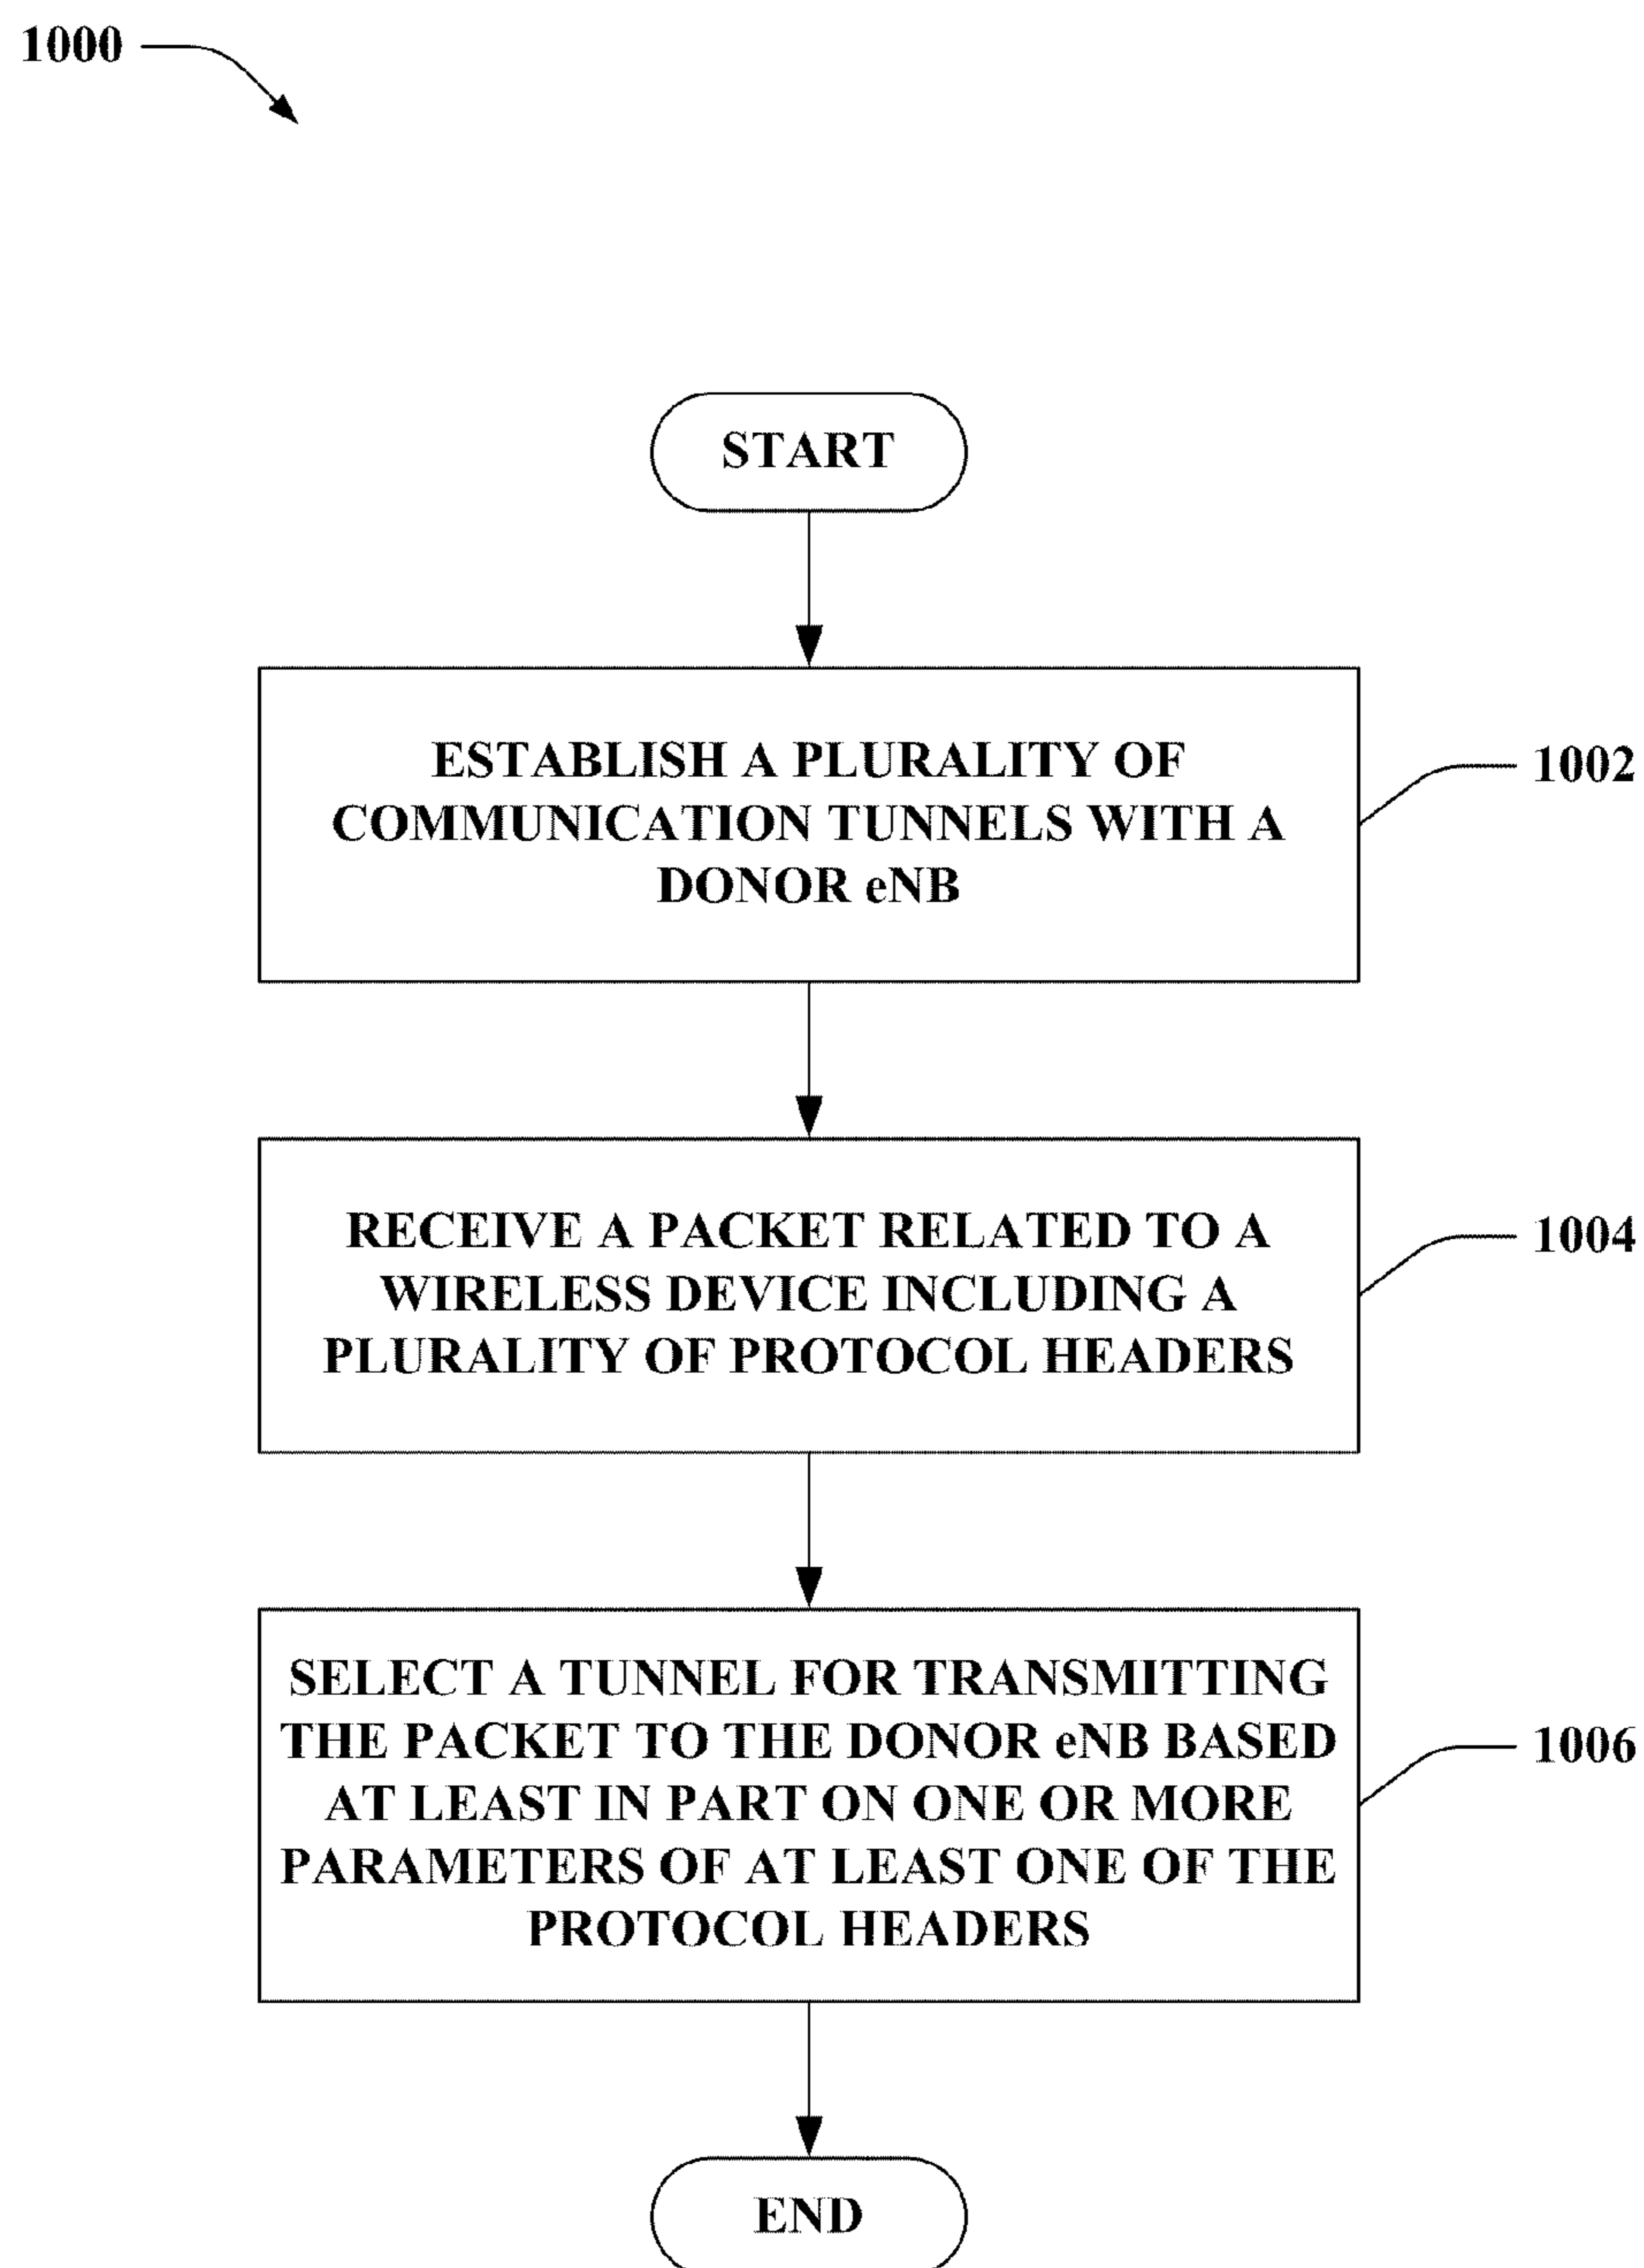 1000
START
ESTABLISH A PLURALITY OF
COMMUNICATION TUNNELS WITH A
DONOR eNB
1002
RECEIVE A PACKET RELATED TO A
WIRELESS DEVICE INCLUDING A
PLURALITY OF PROTOCOL HEADERS
1004
SELECT A TUNNEL FOR TRANSMITTING
THE PACKET TO THE DONOR eNB BASED
AT LEAST IN PART ON ONE OR MORE
PARAMETERS OF AT LEAST ONE OF THE
PROTOCOL HEADERS
1006
END